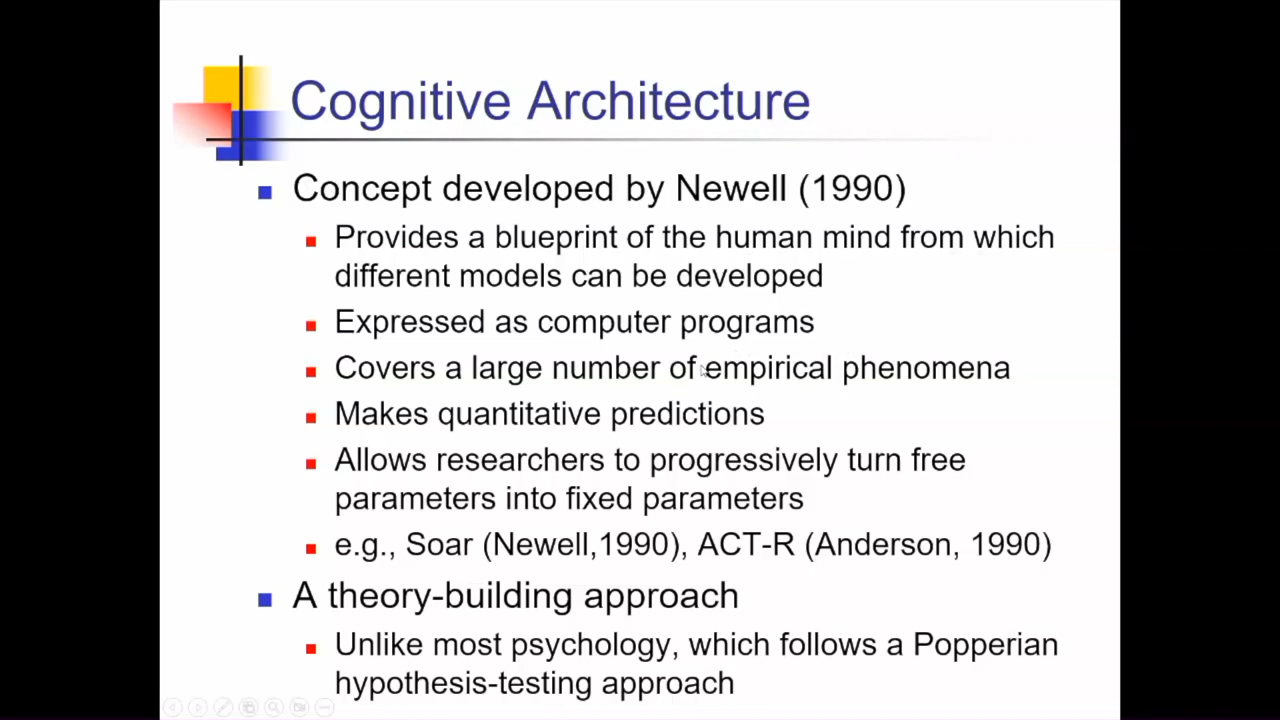 Cognitive Architecture
Concept developed by Newell (1990)
Provides a blueprint of the human mind from which
different models can be developed
Expressed as computer programs
Covers a large number of empirical phenomena
Makes quantitative predictions
Allows researchers to progressively turn free
parameters into fixed parameters
e.g., Soar (Newell,1990), ACT-R (Anderson, 1990)
A theory-building approach
Unlike most psychology, which follows a Popperian
hypothesis-testing approach